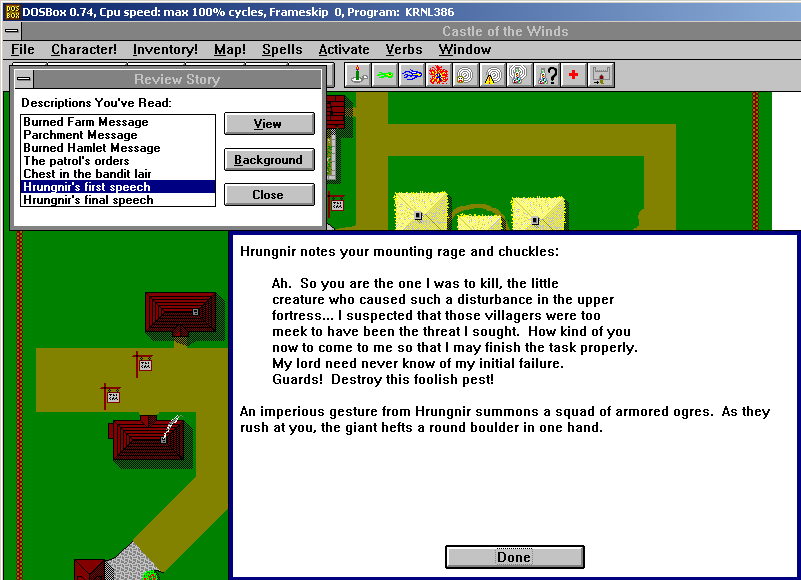 DOS
BOX
DOSBox 0.74, Cpu speed: max 100% cycles, Frameskip 0, Program: KRNL386
Castle of the Winds
File Character! Inventory! Map! Spells Activate Verbs Window
Review Story
Descriptions You've Read:
Burned Farm Message
Parchment Message
Burned Hamlet Message
The patrol's orders
Chest in the bandit lair
Hrungnir's first speech
Hrungnir's final speech
View
Background
Close
Hrungnir notes your mounting rage and chuckles:
Ah. So you are the one I was to kill, the little
creature who caused such a disturbance in the upper
fortress... I suspected that those villagers were too
meek to have been the threat I sought. How kind of you
now to come to me so that I may finish the task properly.
My lord need never know of my initial failure.
Guards! Destroy this foolish pest!
An imperious gesture from Hrungnir summons a squad of armored ogres. As they
rush at you, the giant hefts a round boulder in one hand.
Done